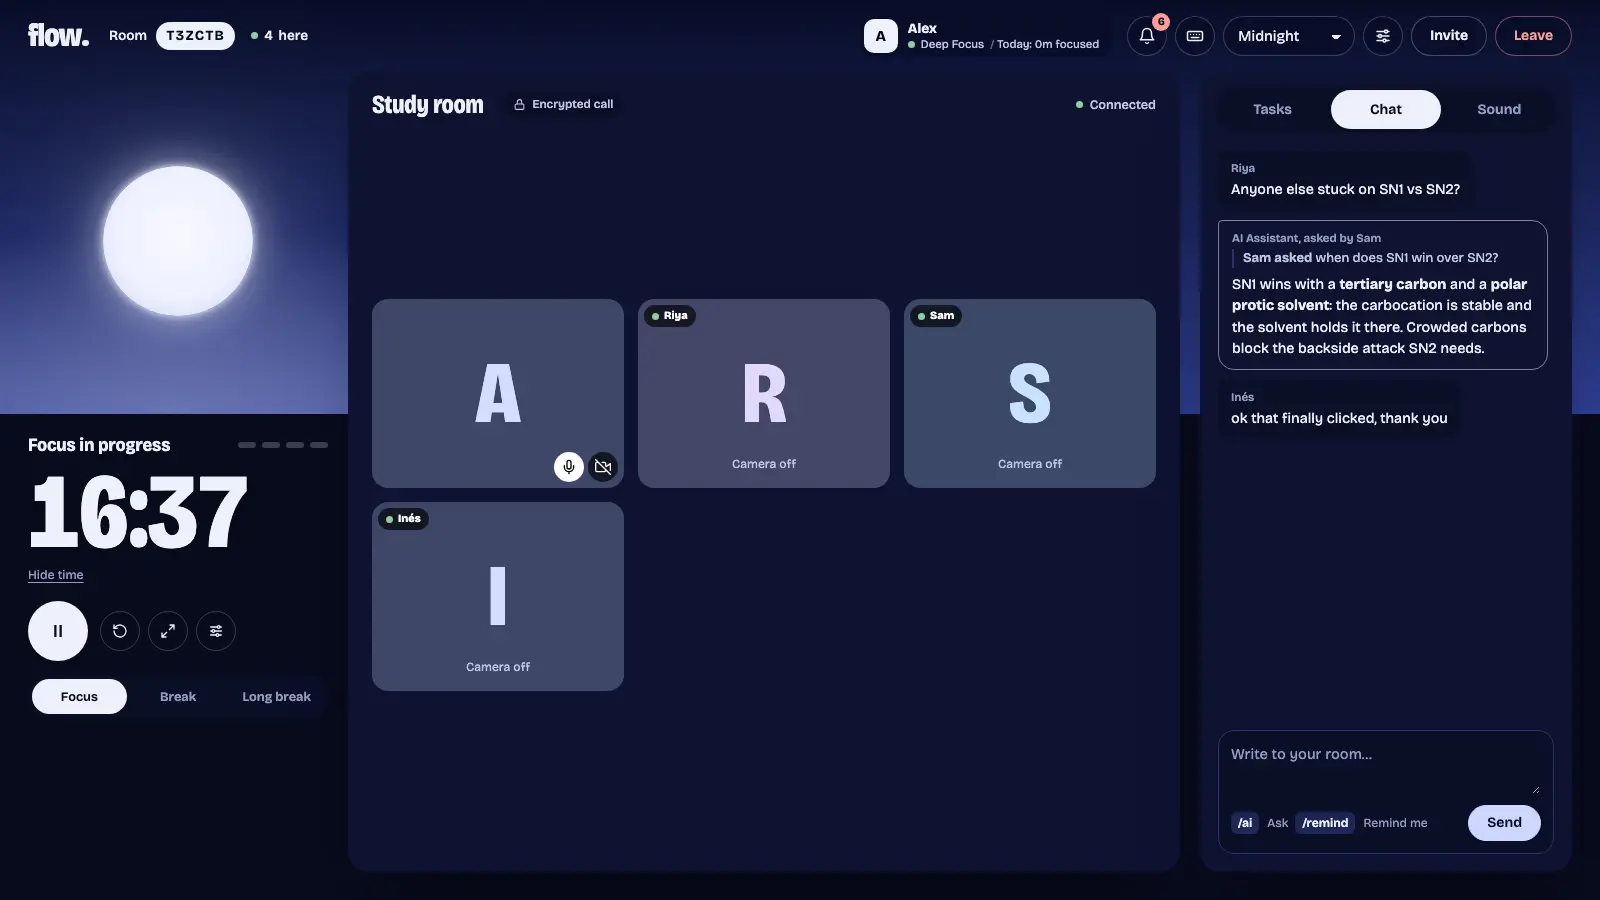 flow.
Room T3ZCTB 4 here
A
Alex
Deep Focus / Today: 0m focused
6
Midnight
Invite
Leave
Focus in progress
16:37
Hide time
Focus Break Long break
Study room
Encrypted call
Connected
A
Riya
R
Camera off
Sam
S
Camera off
Inés
I
Camera off
Tasks Chat Sound
Riya
Anyone else stuck on SN1 vs SN2?
AI Assistant, asked by Sam
Sam asked when does SN1 win over SN2?
SN1 wins with a tertiary carbon and a polar
protic solvent: the carbocation is stable and
the solvent holds it there. Crowded carbons
block the backside attack SN2 needs.
Inés
ok that finally clicked, thank you
Write to your room...
/ai Ask /remind Remind me
Send